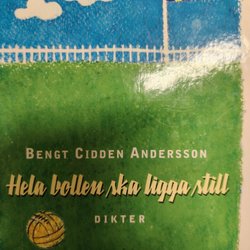 BENGT CIDDEN ANDERSSON
Hela bollen ska ligga still
DIKTER